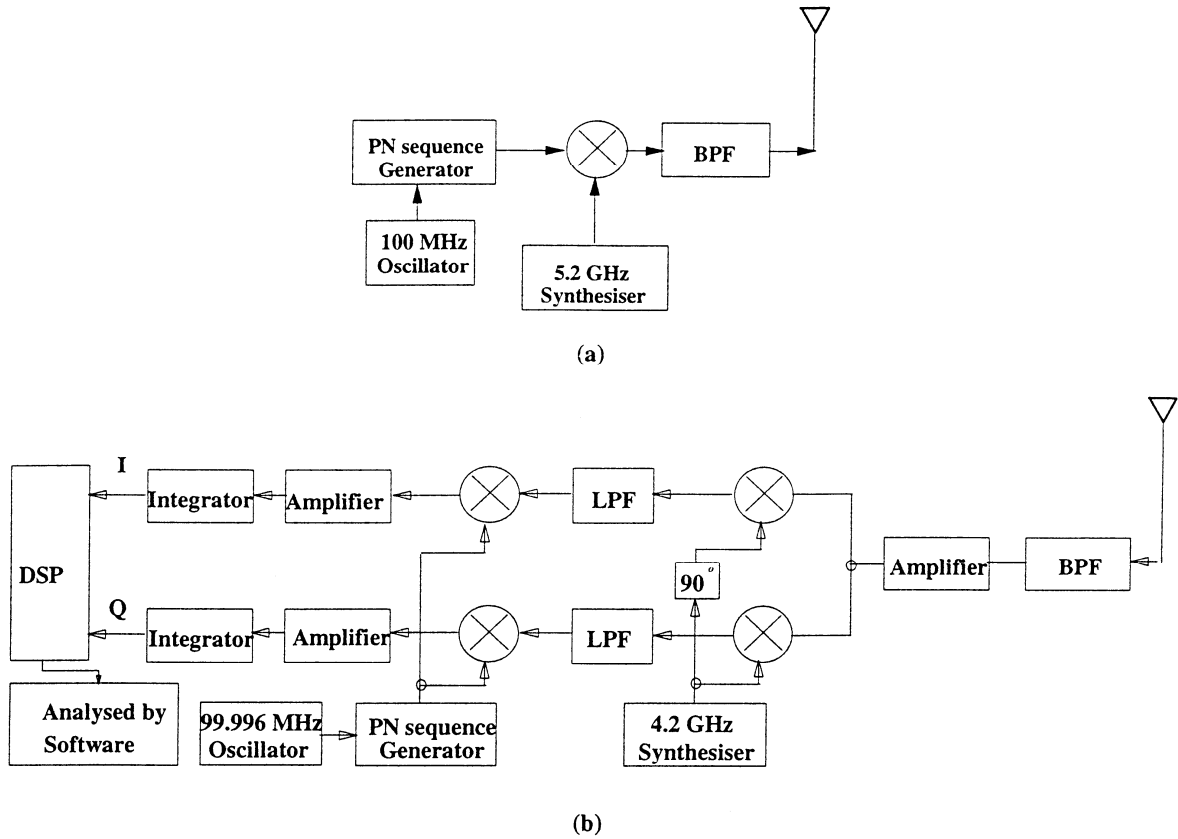 PN sequence
Generator
BPF
100 MHz
Oscillator
5.2 GHz
Synthesiser
(a)
I
Integrator
Amplifier
LPF
DSP
90°
Amplifier
BPF
Q
Integrator
Amplifier
LPF
Analysed by
Software
99.996 MHz
Oscillator
PN sequence
Generator
4.2 GHz
Synthesiser
(b)